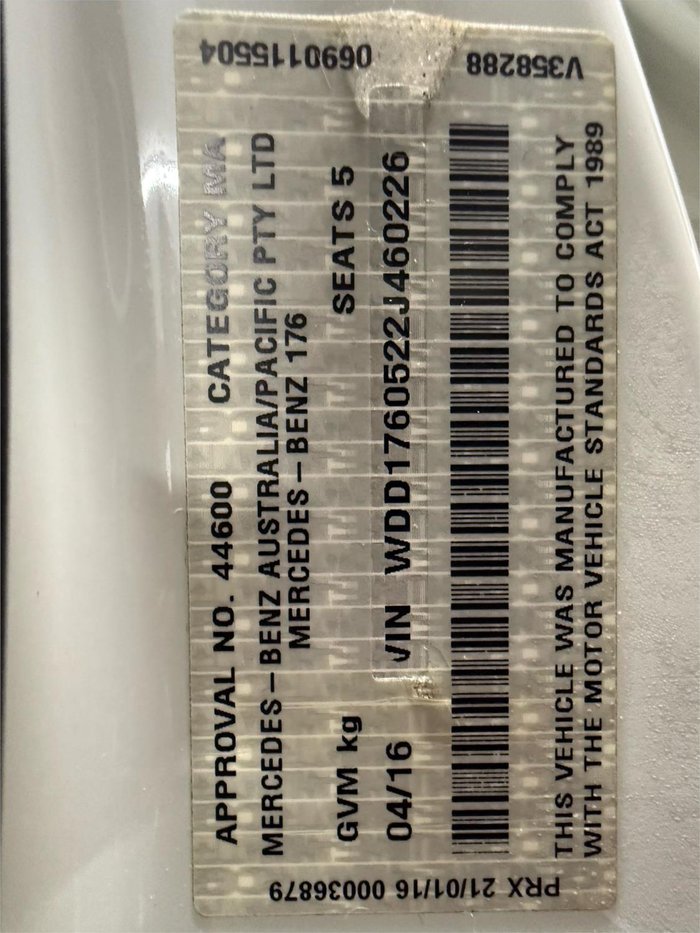 APPROVAL NO. 44600 CATEGORY MA
MERCEDES-BENZ AUSTRALIA/PACIFIC PTY LTD
MERCEDES-BENZ 176
GVM kg SEATS 5
04/16 VIN WDD1760522J460226
THIS VEHICLE WAS MANUFACTURED TO COMPLY
WITH THE MOTOR VEHICLE STANDARDS ACT 1989
PRX 21/01/16 00036879
0690115504
V358288